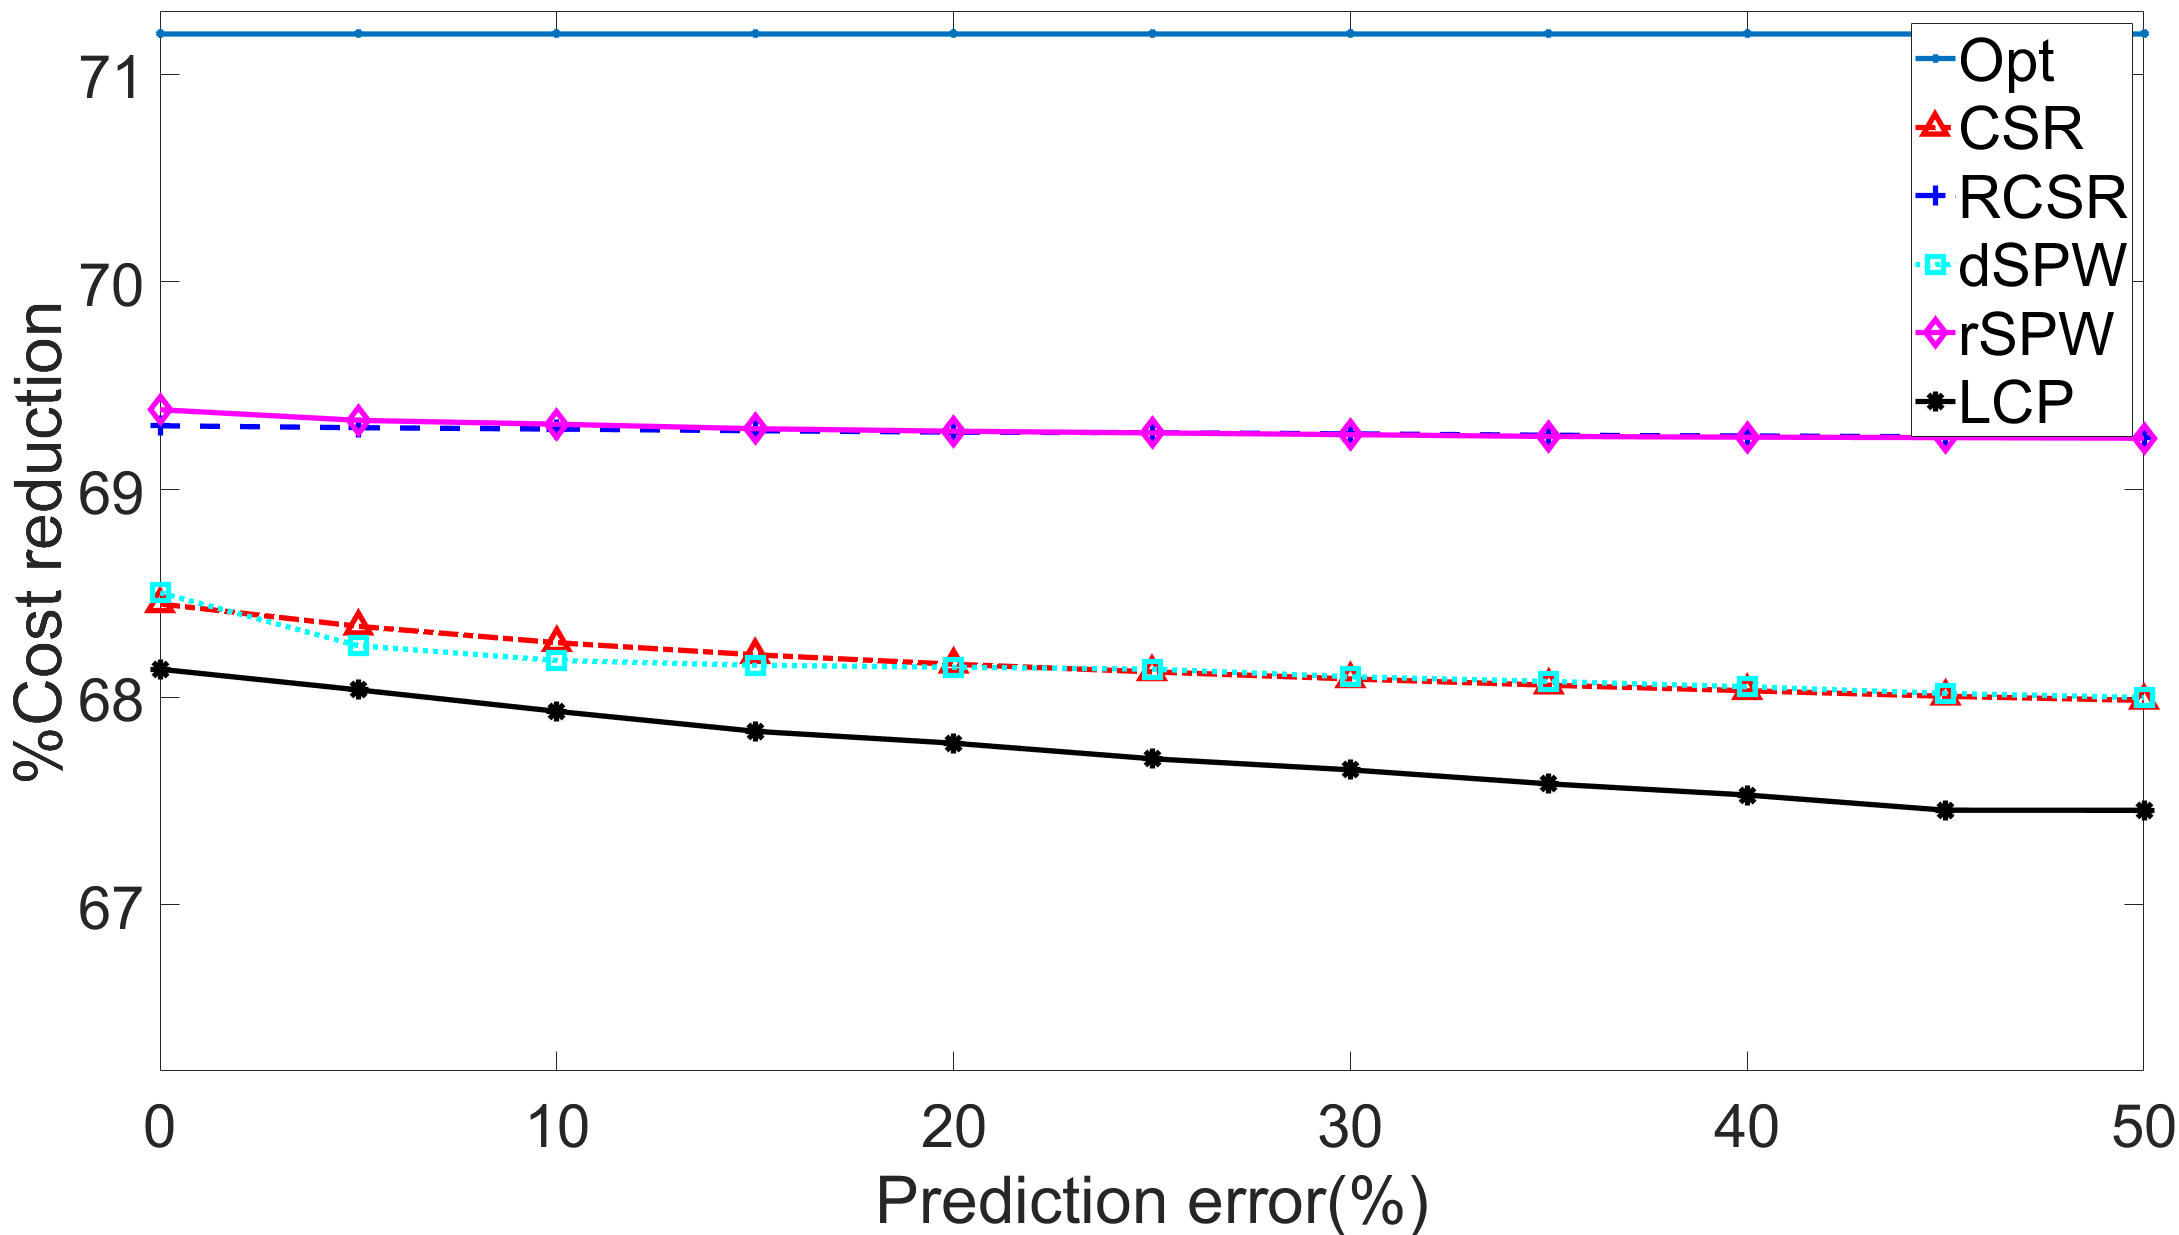 71
70
69
68
67
%Cost reduction
0 10 20 30 40 50
Prediction error(%)
Opt
CSR
RCSR
dSPW
rSPW
LCP